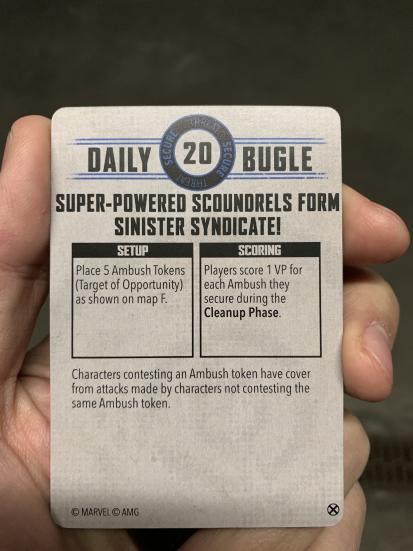 THREAT
SECURE SECURE
THREAT
DAILY 20 BUGLE
SUPER-POWERED SCOUNDRELS FORM
SINISTER SYNDICATE!
SETUP
Place 5 Ambush Tokens
(Target of Opportunity)
as shown on map F.
SCORING
Players score 1 VP for
each Ambush they
secure during the
Cleanup Phase.
Characters contesting an Ambush token have cover
from attacks made by characters not contesting the
same Ambush token.
© MARVEL © AMG